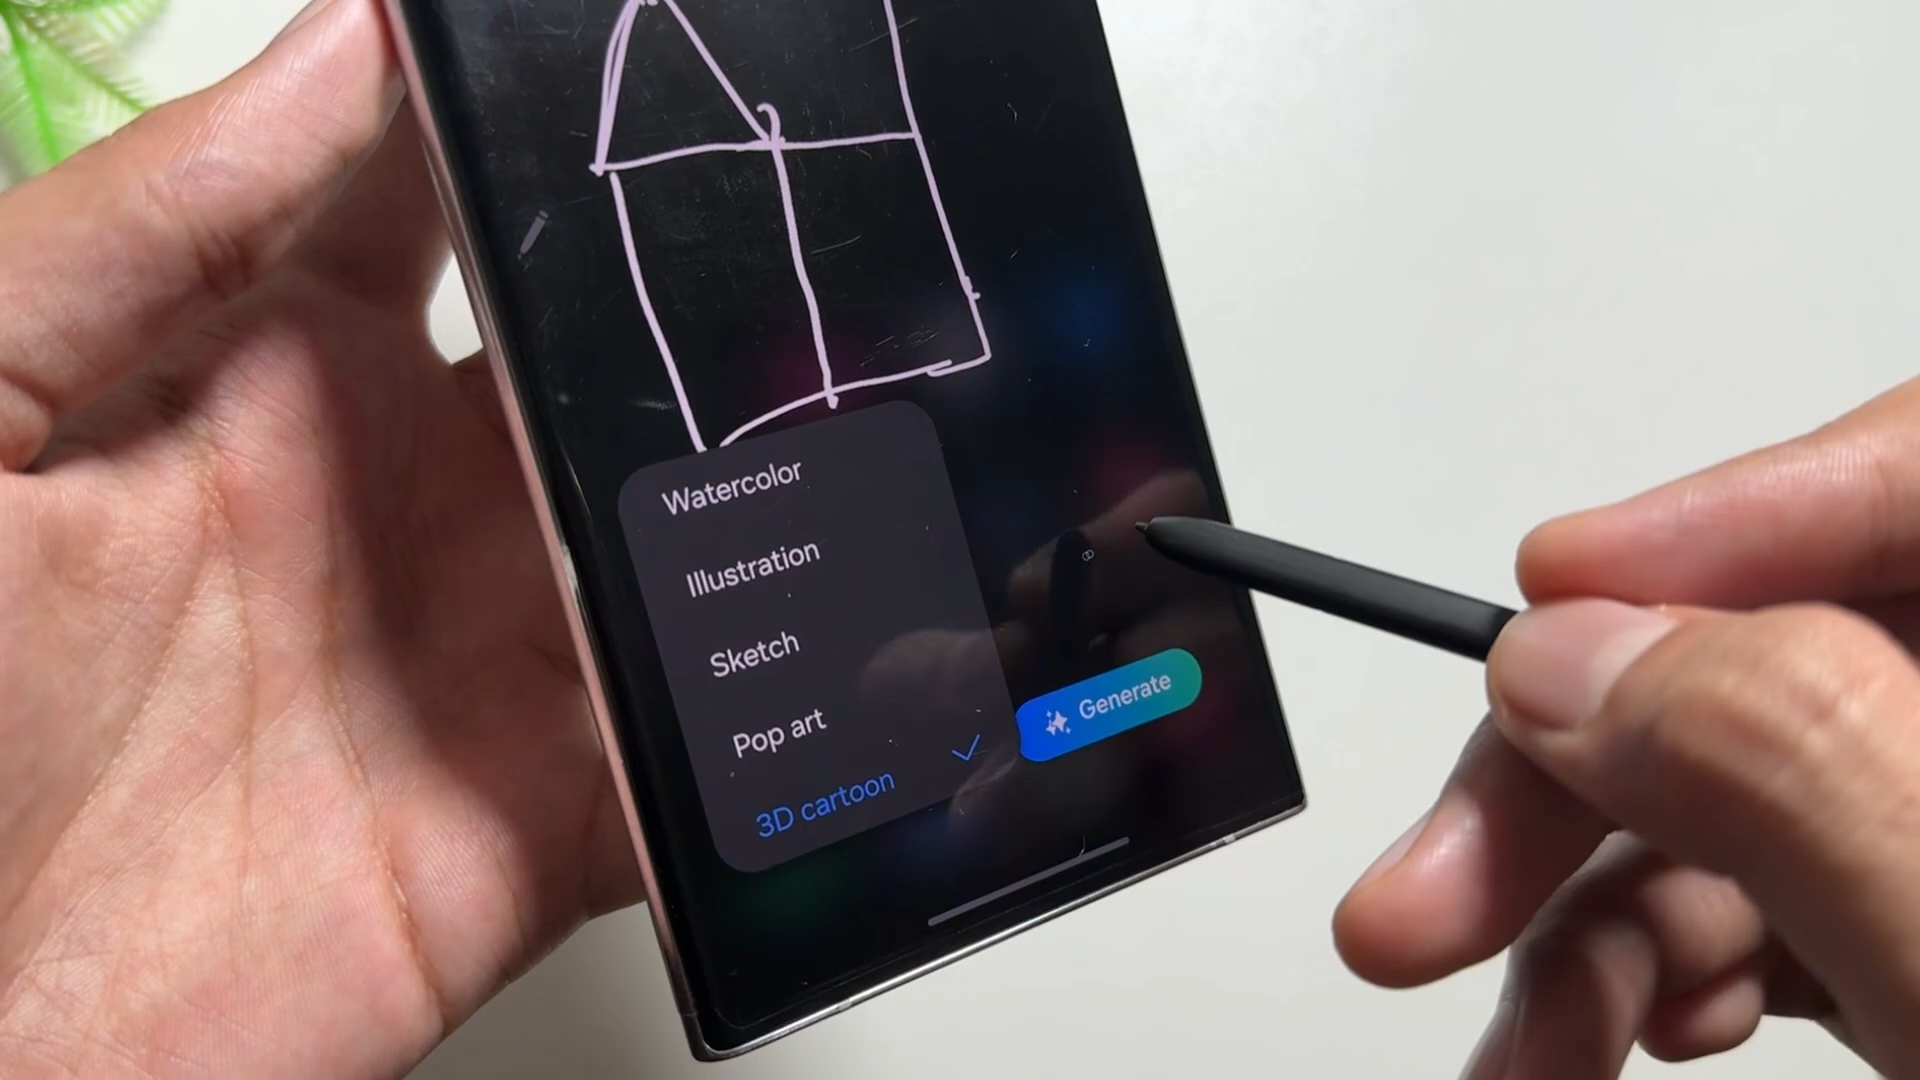 Watercolor
Illustration
Sketch
Pop art
3D cartoon
Generate